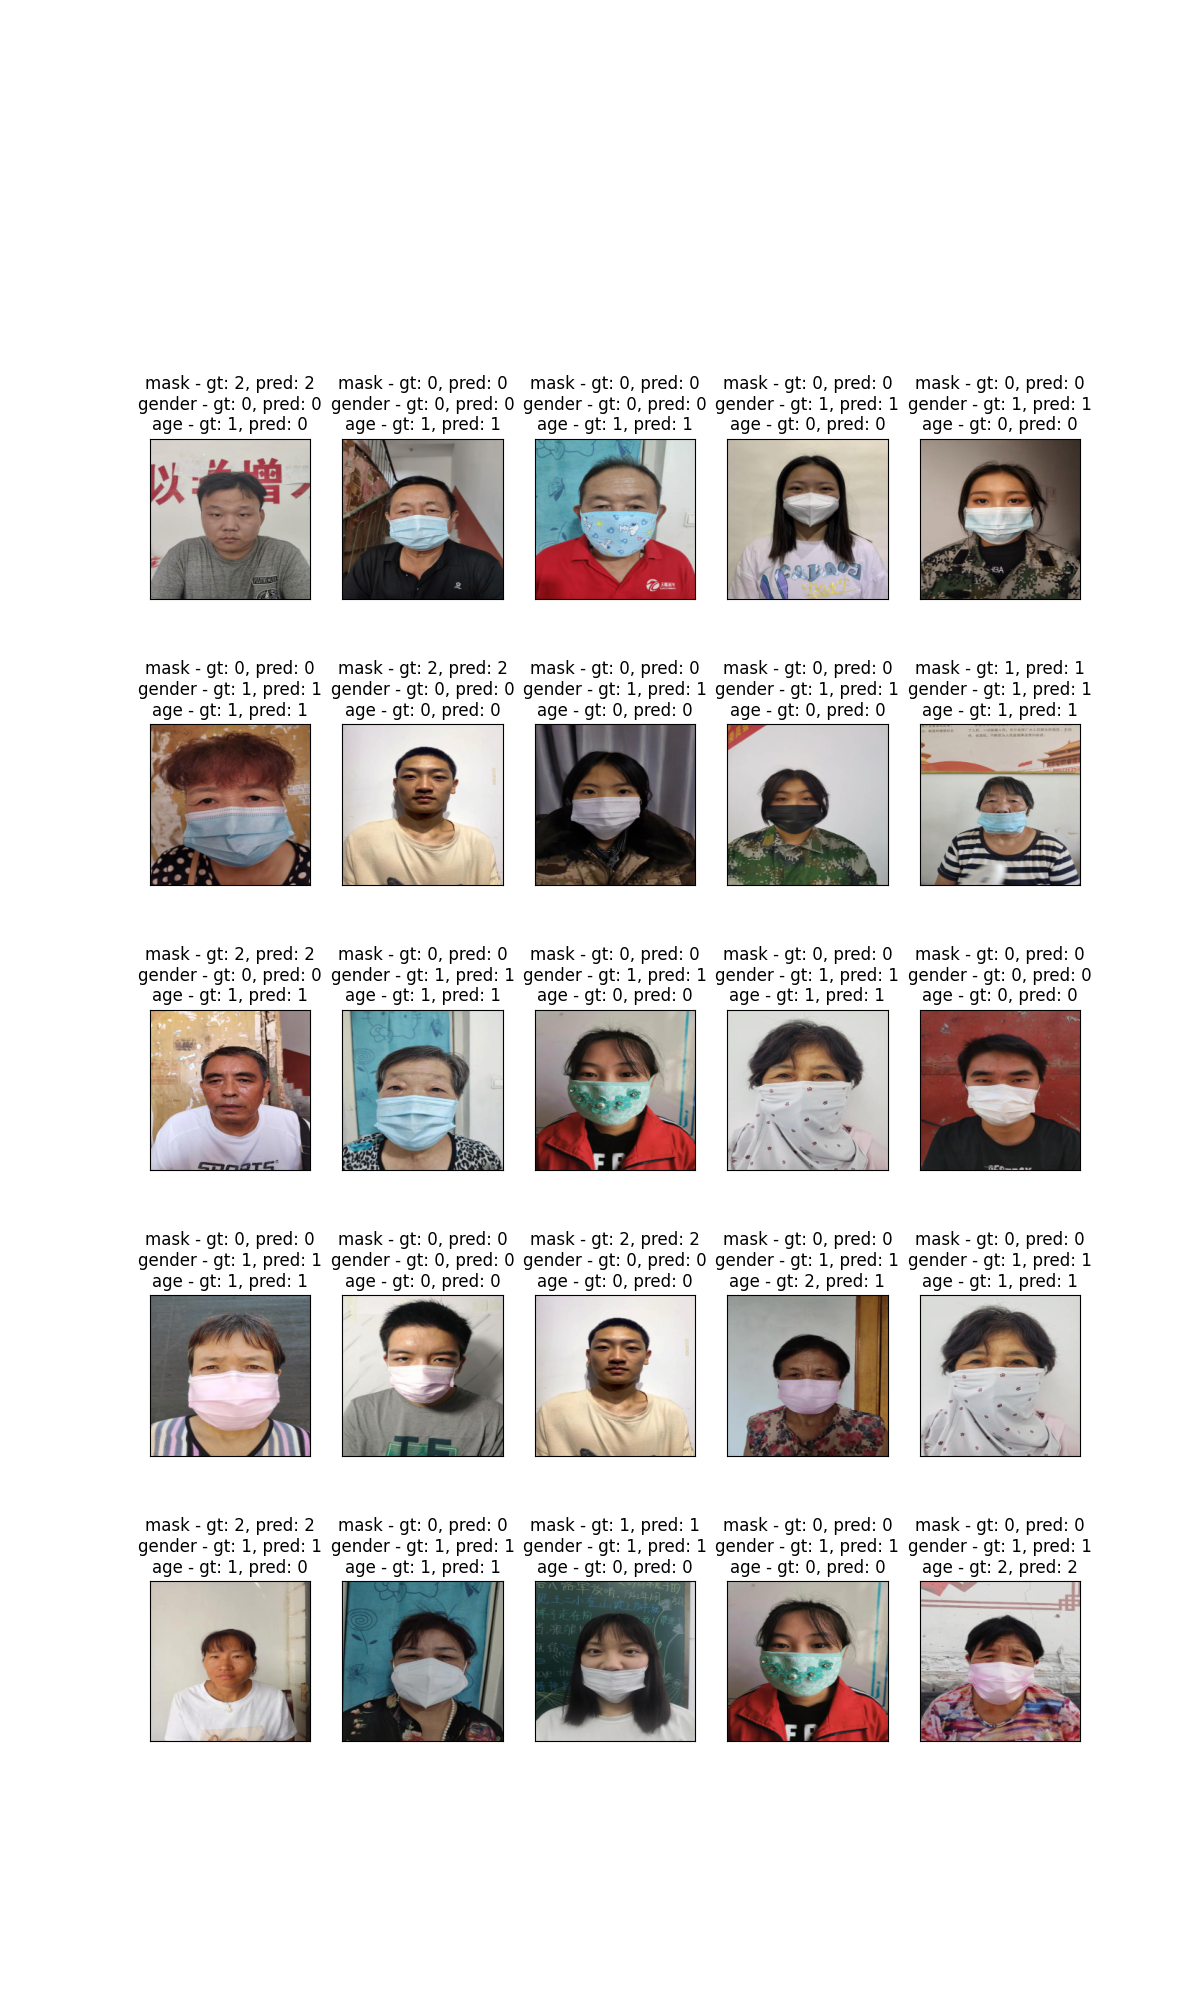 mask - gt: 2, pred: 2
gender - gt: 0, pred: 0
age - gt: 1, pred: 0
mask - gt: 0, pred: 0
gender - gt: 0, pred: 0
age - gt: 1, pred: 1
mask - gt: 0, pred: 0
gender - gt: 0, pred: 0
age - gt: 1, pred: 1
mask - gt: 0, pred: 0
gender - gt: 1, pred: 1
age - gt: 0, pred: 0
mask - gt: 0, pred: 0
gender - gt: 1, pred: 1
age - gt: 0, pred: 0
mask - gt: 0, pred: 0
gender - gt: 1, pred: 1
age - gt: 1, pred: 1
mask - gt: 2, pred: 2
gender - gt: 0, pred: 0
age - gt: 0, pred: 0
mask - gt: 0, pred: 0
gender - gt: 1, pred: 1
age - gt: 0, pred: 0
mask - gt: 0, pred: 0
gender - gt: 1, pred: 1
age - gt: 0, pred: 0
mask - gt: 1, pred: 1
gender - gt: 1, pred: 1
age - gt: 1, pred: 1
mask - gt: 2, pred: 2
gender - gt: 0, pred: 0
age - gt: 1, pred: 1
SPORTS
mask - gt: 0, pred: 0
gender - gt: 1, pred: 1
age - gt: 1, pred: 1
mask - gt: 0, pred: 0
gender - gt: 1, pred: 1
age - gt: 0, pred: 0
mask - gt: 0, pred: 0
gender - gt: 1, pred: 1
age - gt: 1, pred: 1
mask - gt: 0, pred: 0
gender - gt: 0, pred: 0
age - gt: 0, pred: 0
mask - gt: 0, pred: 0
gender - gt: 1, pred: 1
age - gt: 1, pred: 1
mask - gt: 0, pred: 0
gender - gt: 0, pred: 0
age - gt: 0, pred: 0
mask - gt: 2, pred: 2
gender - gt: 0, pred: 0
age - gt: 0, pred: 0
mask - gt: 0, pred: 0
gender - gt: 1, pred: 1
age - gt: 2, pred: 1
mask - gt: 0, pred: 0
gender - gt: 1, pred: 1
age - gt: 1, pred: 1
mask - gt: 2, pred: 2
gender - gt: 1, pred: 1
age - gt: 1, pred: 0
mask - gt: 0, pred: 0
gender - gt: 1, pred: 1
age - gt: 1, pred: 1
mask - gt: 1, pred: 1
gender - gt: 1, pred: 1
age - gt: 0, pred: 0
mask - gt: 0, pred: 0
gender - gt: 1, pred: 1
age - gt: 0, pred: 0
mask - gt: 0, pred: 0
gender - gt: 1, pred: 1
age - gt: 2, pred: 2